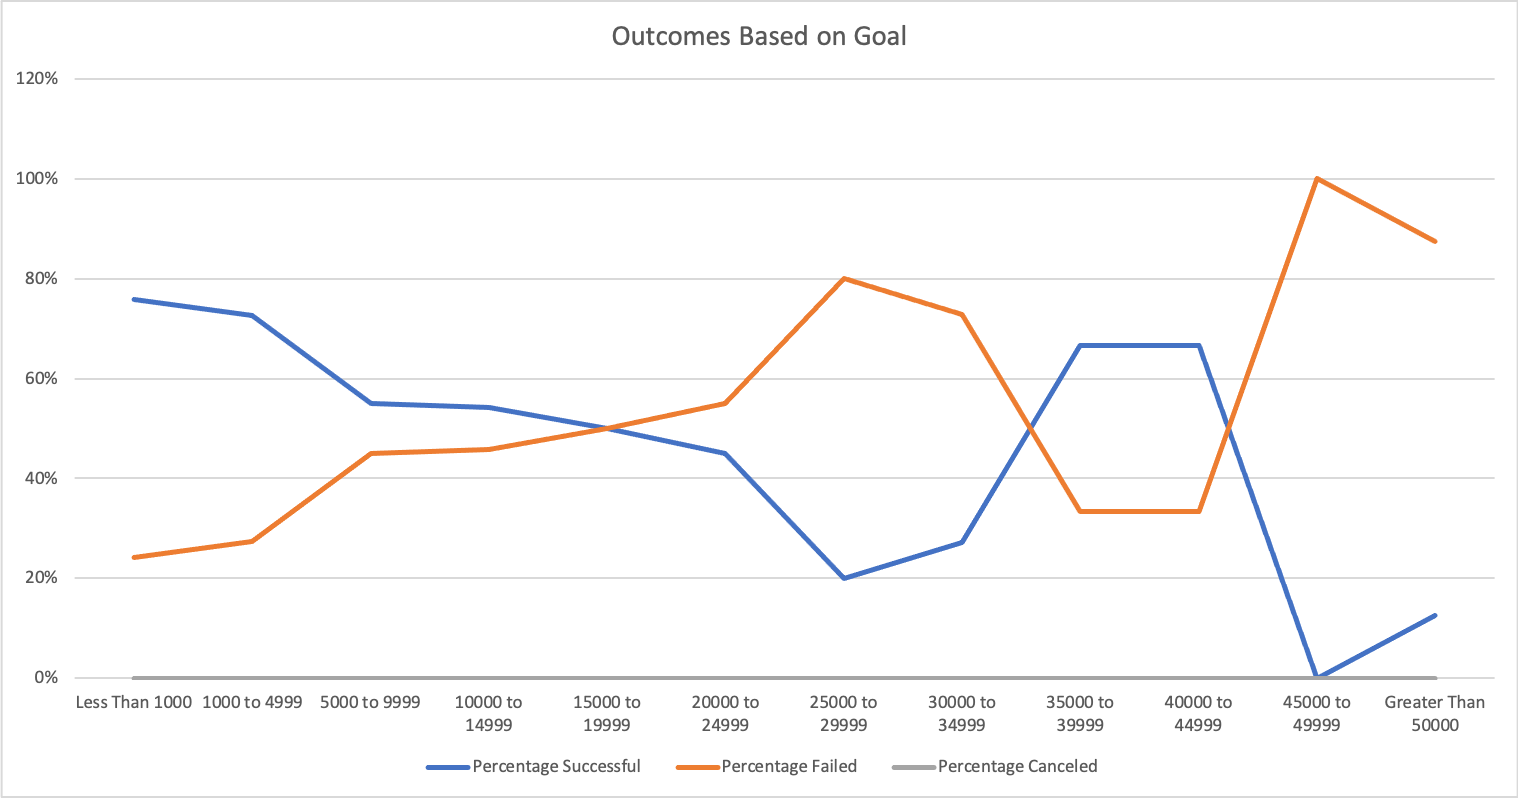 Outcomes Based on Goal
120%
100%
80%
60%
40%
20%
0%
Less Than 1000 1000 to 4999 5000 to 9999 10000 to 15000 to 20000 to 25000 to 30000 to 35000 to 40000 to 45000 to Greater Than
14999 19999 24999 29999 34999 39999 44999 49999 50000
Percentage Successful Percentage Failed Percentage Canceled